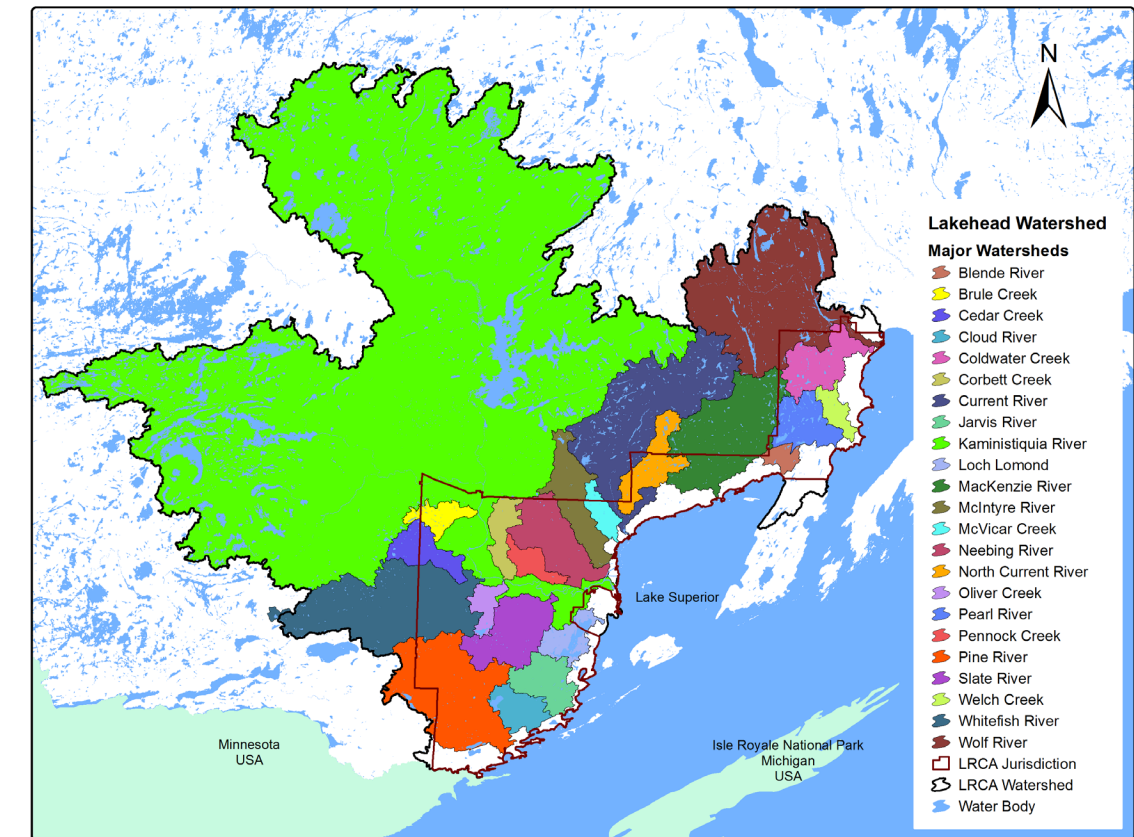 N
Lakehead Watershed
Major Watersheds
Blende River
Brule Creek
Cedar Creek
Cloud River
Coldwater Creek
Corbett Creek
Current River
Jarvis River
Kaministiquia River
Loch Lomond
MacKenzie River
McIntyre River
McVicar Creek
Neebing River
North Current River
Oliver Creek
Pearl River
Pennock Creek
Pine River
Slate River
Welch Creek
Whitefish River
Wolf River
LRCA Jurisdiction
LRCA Watershed
Water Body
Lake Superior
Minnesota
USA
Isle Royale National Park
Michigan
USA